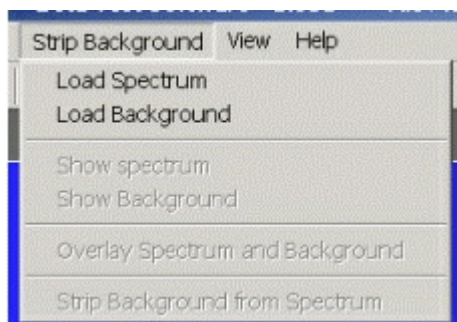 Strip Background View Help
Load Spectrum
Load Background
Show spectrum
Show Background
Overlay Spectrum and Background
Strip Background from Spectrum